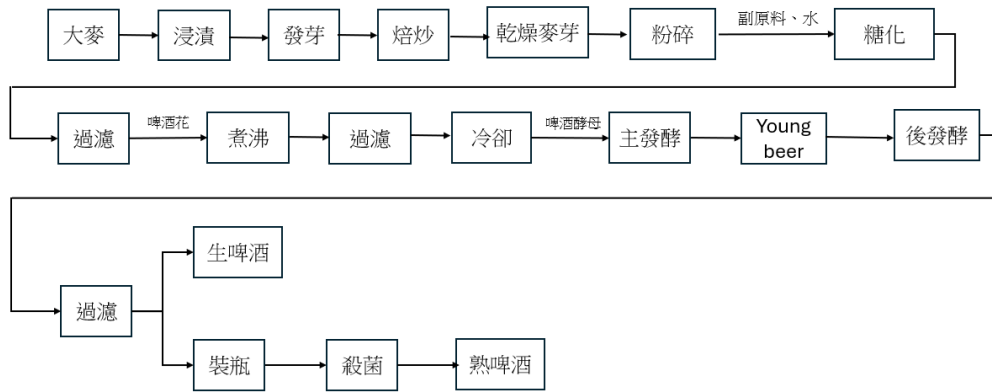 大麥
浸漬
發芽
焙炒
乾燥麥芽
粉碎
副原料、水
糖化
過濾
啤酒花
煮沸
過濾
冷卻
啤酒酵母
主發酵
Young
beer
後發酵
過濾
生啤酒
裝瓶
殺菌
熟啤酒